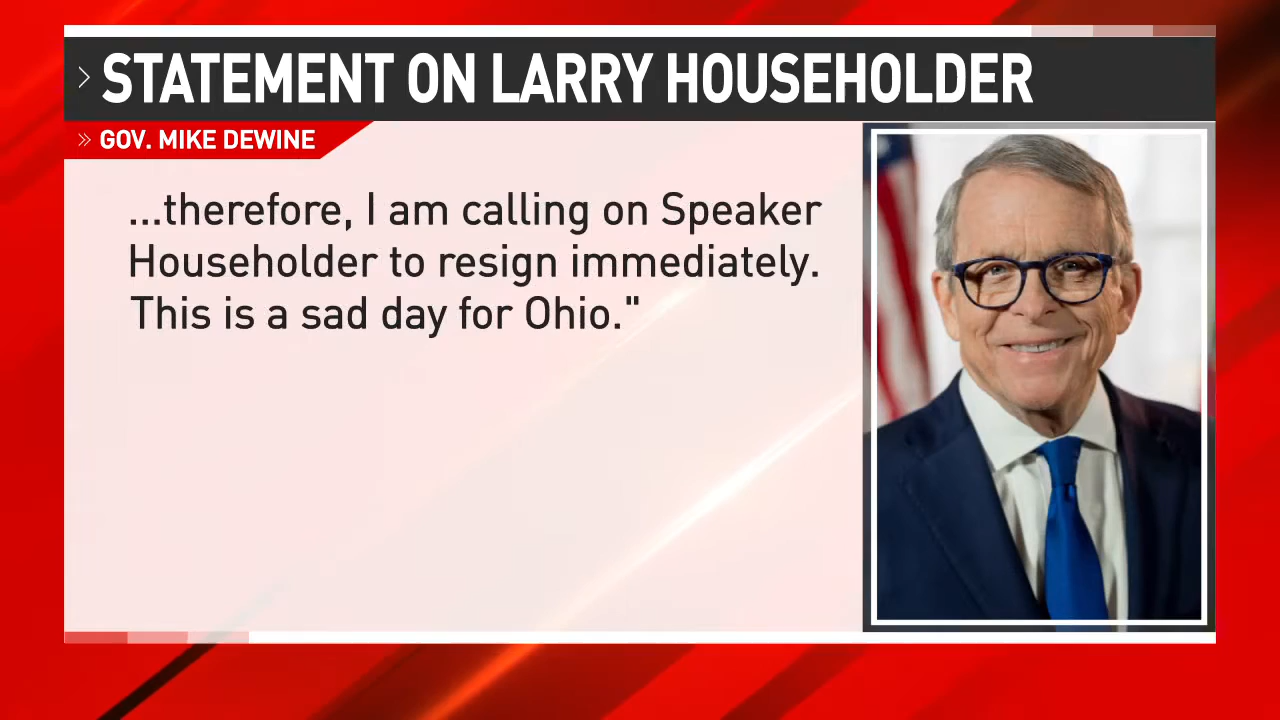 STATEMENT ON LARRY HOUSEHOLDER
GOV. MIKE DEWINE
...therefore, I am calling on Speaker
Householder to resign immediately.
This is a sad day for Ohio."